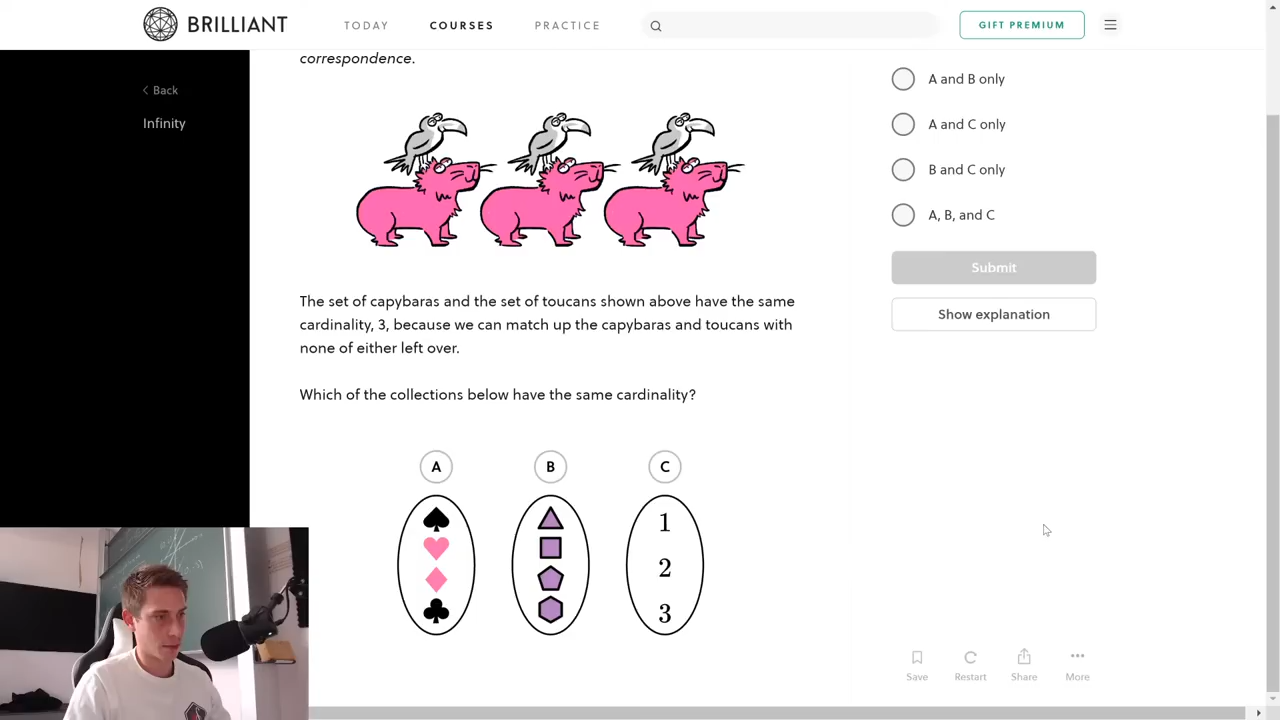 BRILLIANT
TODAY
COURSES
PRACTICE
GIFT PREMIUM
Back
Infinity
correspondence.
The set of capybaras and the set of toucans shown above have the same
cardinality, 3, because we can match up the capybaras and toucans with
none of either left over.
Which of the collections below have the same cardinality?
A
B
C
1
2
3
A and B only
A and C only
B and C only
A, B, and C
Submit
Show explanation
Save
Restart
Share
More